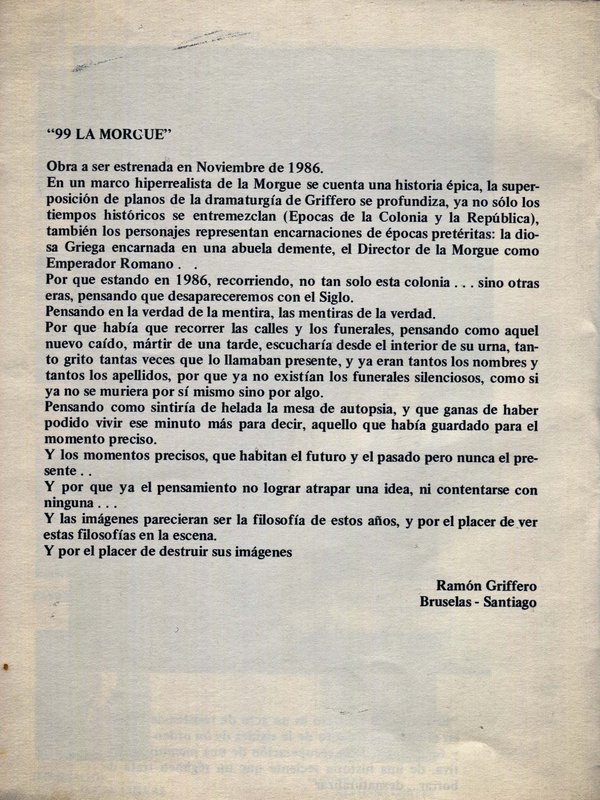 “99 LA MORGUE”
Obra a ser estrenada en Noviembre de 1986.
En un marco hiperrealista de la Morgue se cuenta una historia épica, la super-
posición de planos de la dramaturgía de Griffero se profundiza, ya no sólo los
tiempos históricos se entremezclan (Epocas de la Colonia y la República),
también los personajes representan encarnaciones de épocas pretéritas: la dio-
sa Griega encarnada en una abuela demente, el Director de la Morgue como
Emperador Romano . .
Por que estando en 1986, recorriendo, no tan solo esta colonia . . . sino otras
eras, pensando que desapareceremos con el Siglo.
Pensando en la verdad de la mentira, las mentiras de la verdad.
Por que había que recorrer las calles y los funerales, pensando como aquel
nuevo caído, mártir de una tarde, escucharía desde el interior de su urna, tan-
to grito tantas veces que lo llamaban presente, y ya eran tantos los nombres y
tantos los apellidos, por que ya no existían los funerales silenciosos, como si
ya no se muriera por sí mismo sino por algo.
Pensando como sintiría de helada la mesa de autopsia, y que ganas de haber
podido vivir ese minuto más para decir, aquello que había guardado para el
momento preciso.
Y los momentos precisos, que habitan el futuro y el pasado pero nunca el pre-
sente . .
Y por que ya el pensamiento no lograr atrapar una idea, ni contentarse con
ninguna . . .
Y las imágenes parecieran ser la filosofía de estos años, y por el placer de ver
estas filosofías en la escena.
Y por el placer de destruir sus imágenes
Ramón Griffero
Bruselas - Santiago